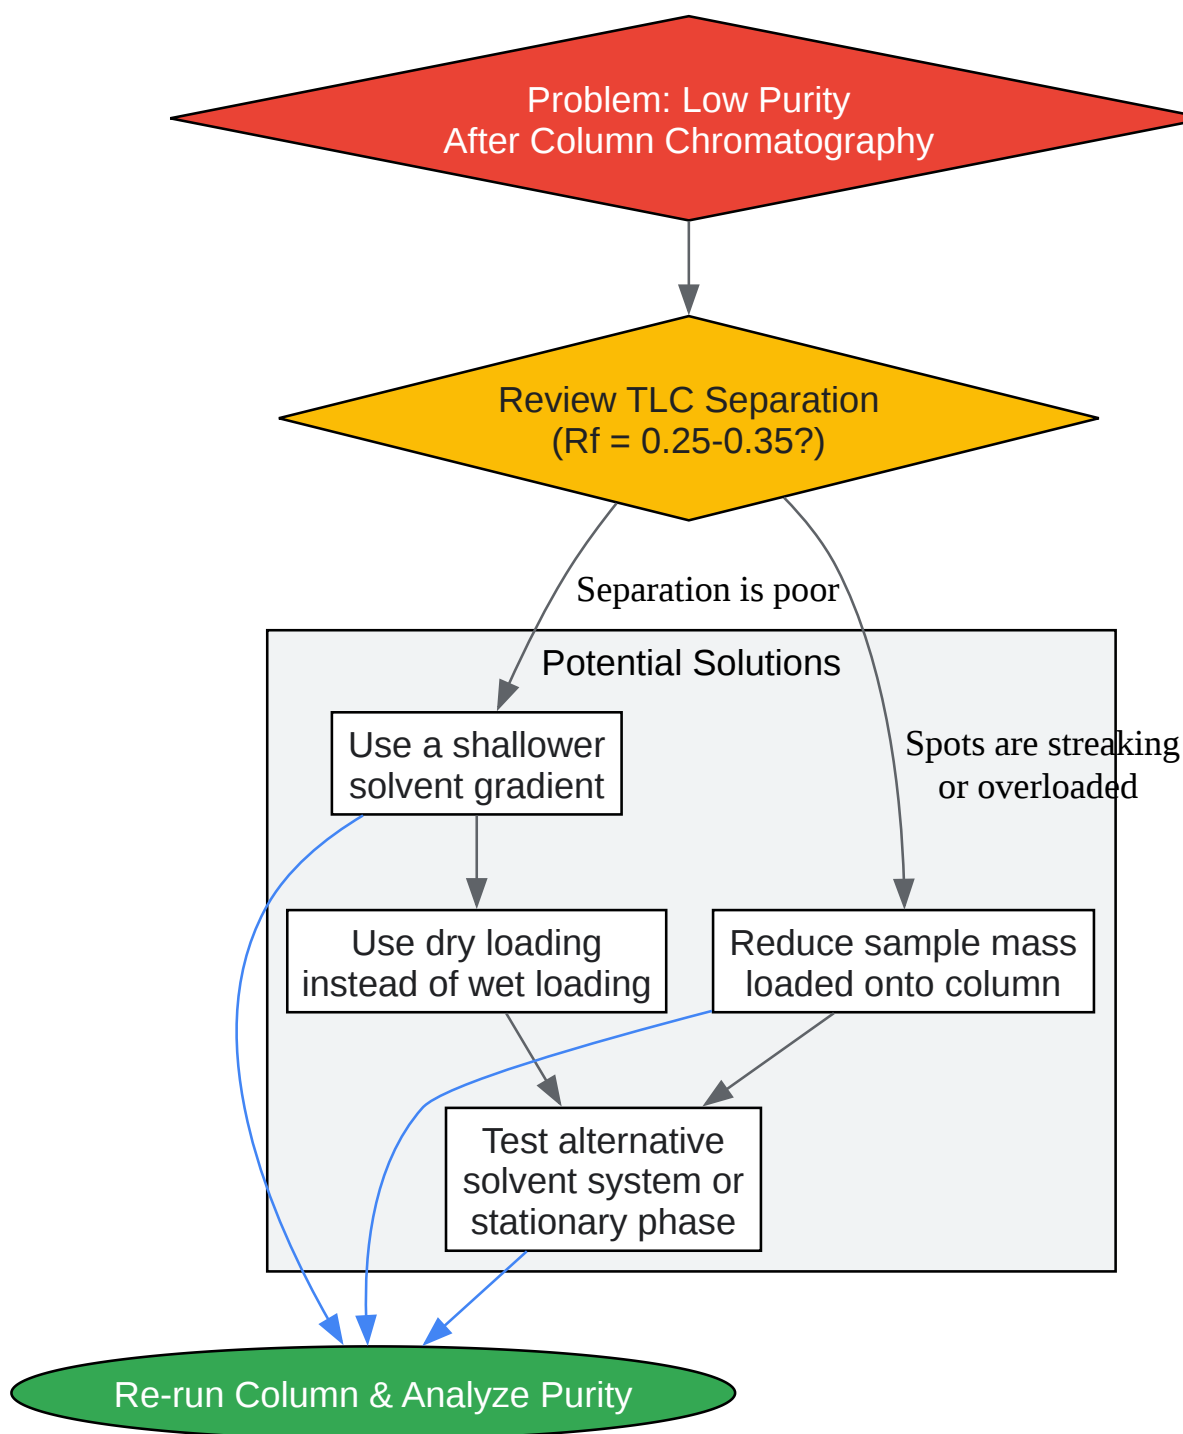 Problem: Low Purity
After Column Chromatography
Review TLC Separation
(Rf = 0.25-0.35?)
Separation is poor
Potential Solutions
Use a shallower
solvent gradient
Spots are streaking
or overloaded
Use dry loading
instead of wet loading
Reduce sample mass
loaded onto column
Test alternative
solvent system or
stationary phase
Re-run Column & Analyze Purity